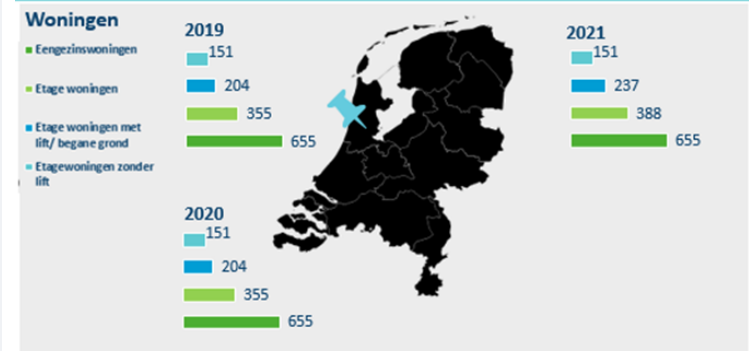 Woningen
Eengezinswoningen
Etage woningen
Etage woningen met
lift/ begane grond
Etagewoningen zonder
lift
2019
151
204
355
655
2020
151
204
355
655
2021
151
237
388
655